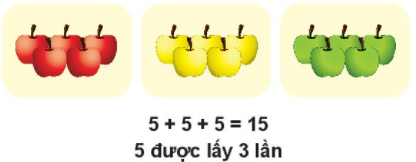 5 + 5 + 5 = 15
5 được lấy 3 lần